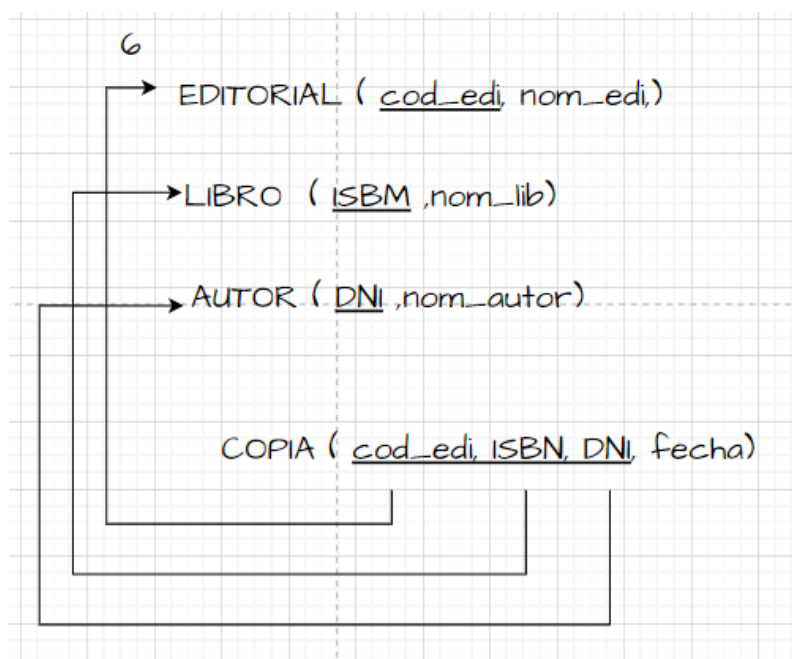 6
EDITORIAL ( cod_edi, nom_edi,)
LIBRO ( ISBM ,nom_lib)
AUTOR ( DNI ,nom_autor)
COPIA ( cod_edi, ISBN, DNI, fecha)